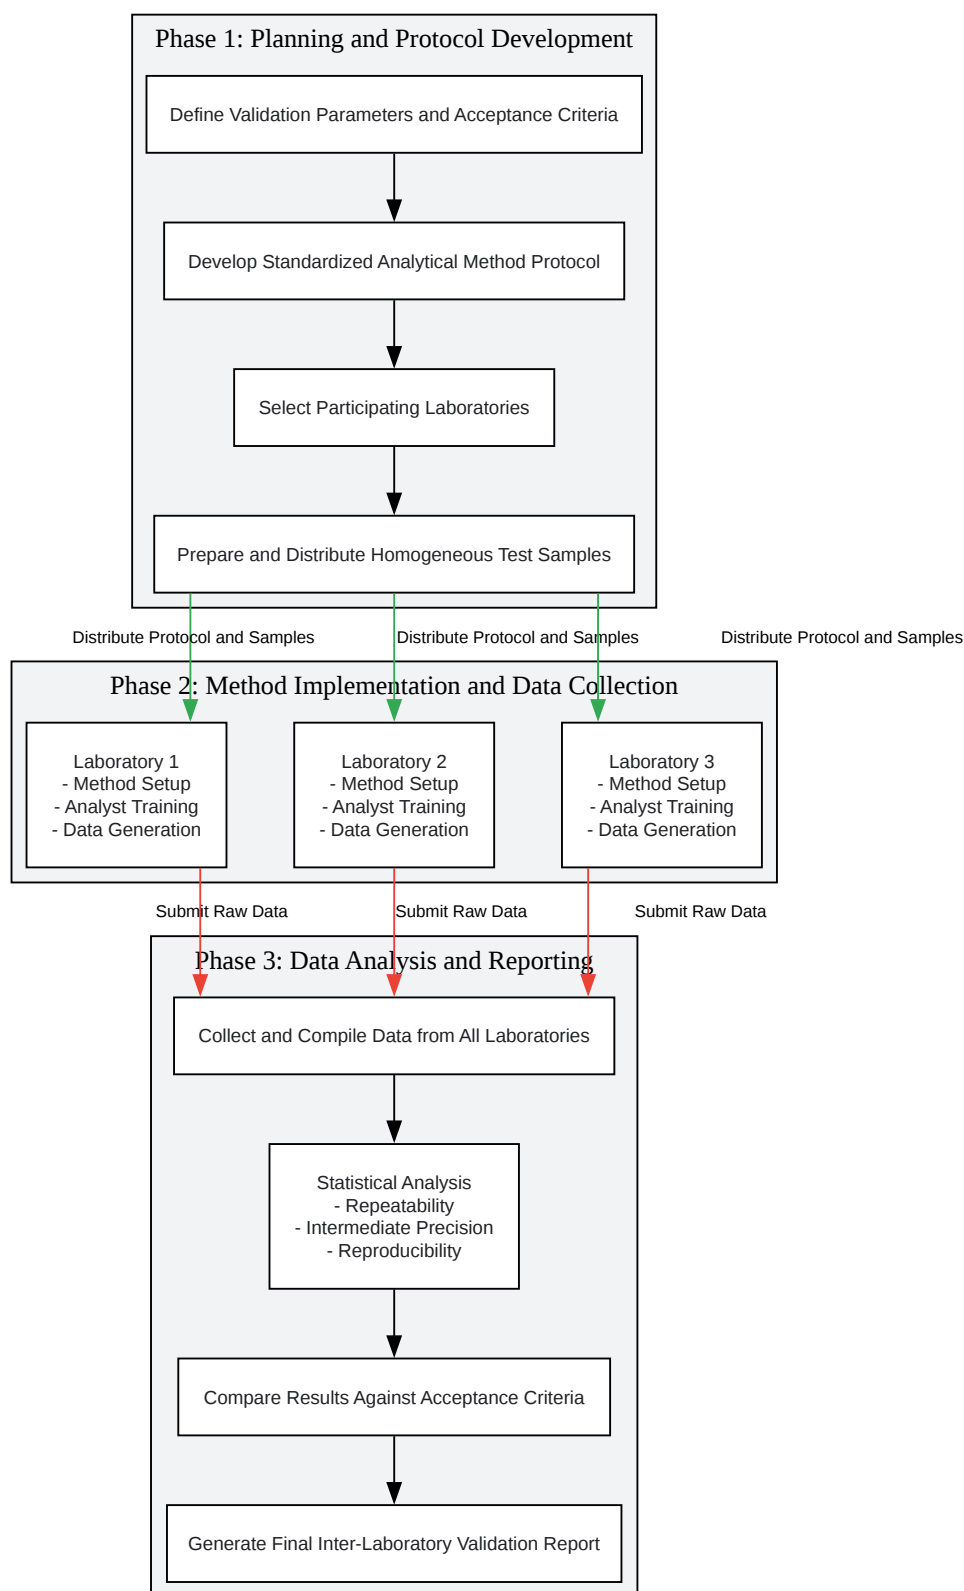 Phase 1: Planning and Protocol Development
Define Validation Parameters and Acceptance Criteria
Develop Standardized Analytical Method Protocol
Select Participating Laboratories
Prepare and Distribute Homogeneous Test Samples
Distribute Protocol and Samples
Distribute Protocol and Samples
Distribute Protocol and Samples
Phase 2: Method Implementation and Data Collection
Laboratory 1
- Method Setup
- Analyst Training
- Data Generation
Laboratory 2
- Method Setup
- Analyst Training
- Data Generation
Laboratory 3
- Method Setup
- Analyst Training
- Data Generation
Submit Raw Data
Submit Raw Data
Submit Raw Data
Phase 3: Data Analysis and Reporting
Collect and Compile Data from All Laboratories
Statistical Analysis
- Repeatability
- Intermediate Precision
- Reproducibility
Compare Results Against Acceptance Criteria
Generate Final Inter-Laboratory Validation Report